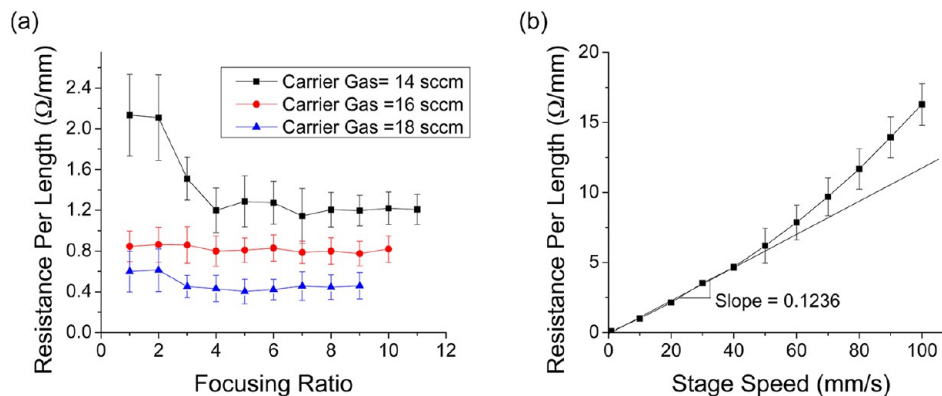 (a)
Resistance Per Length (Ω/mm)
2.4
2.0
1.6
1.2
0.8
0.4
0 2 4 6 8 10 12
Focusing Ratio
Carrier Gas= 14 sccm
Carrier Gas =16 sccm
Carrier Gas =18 sccm
(b)
Resistance Per Length (Ω/mm)
20
15
10
5
0
0 20 40 60 80 100
Stage Speed (mm/s)
Slope = 0.1236